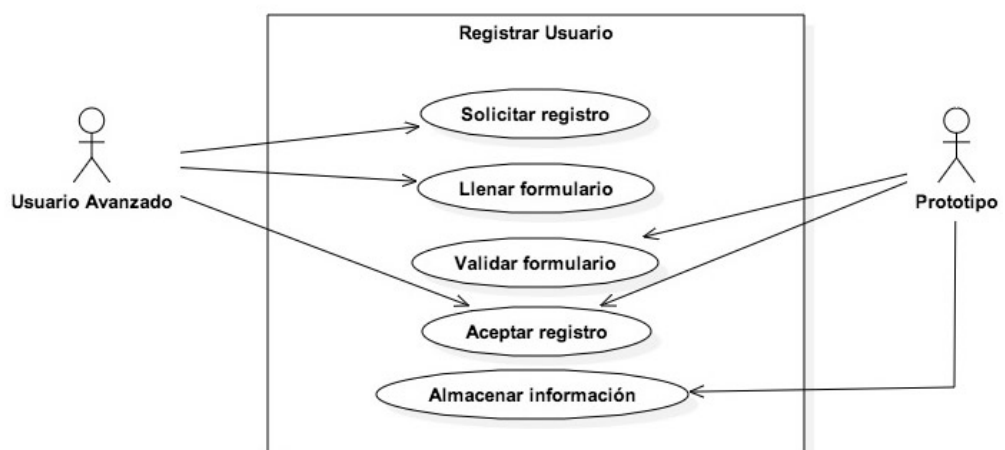 Registrar Usuario
Solicitar registro
Llenar formulario
Usuario Avanzado
Prototipo
Validar formulario
Aceptar registro
Almacenar información